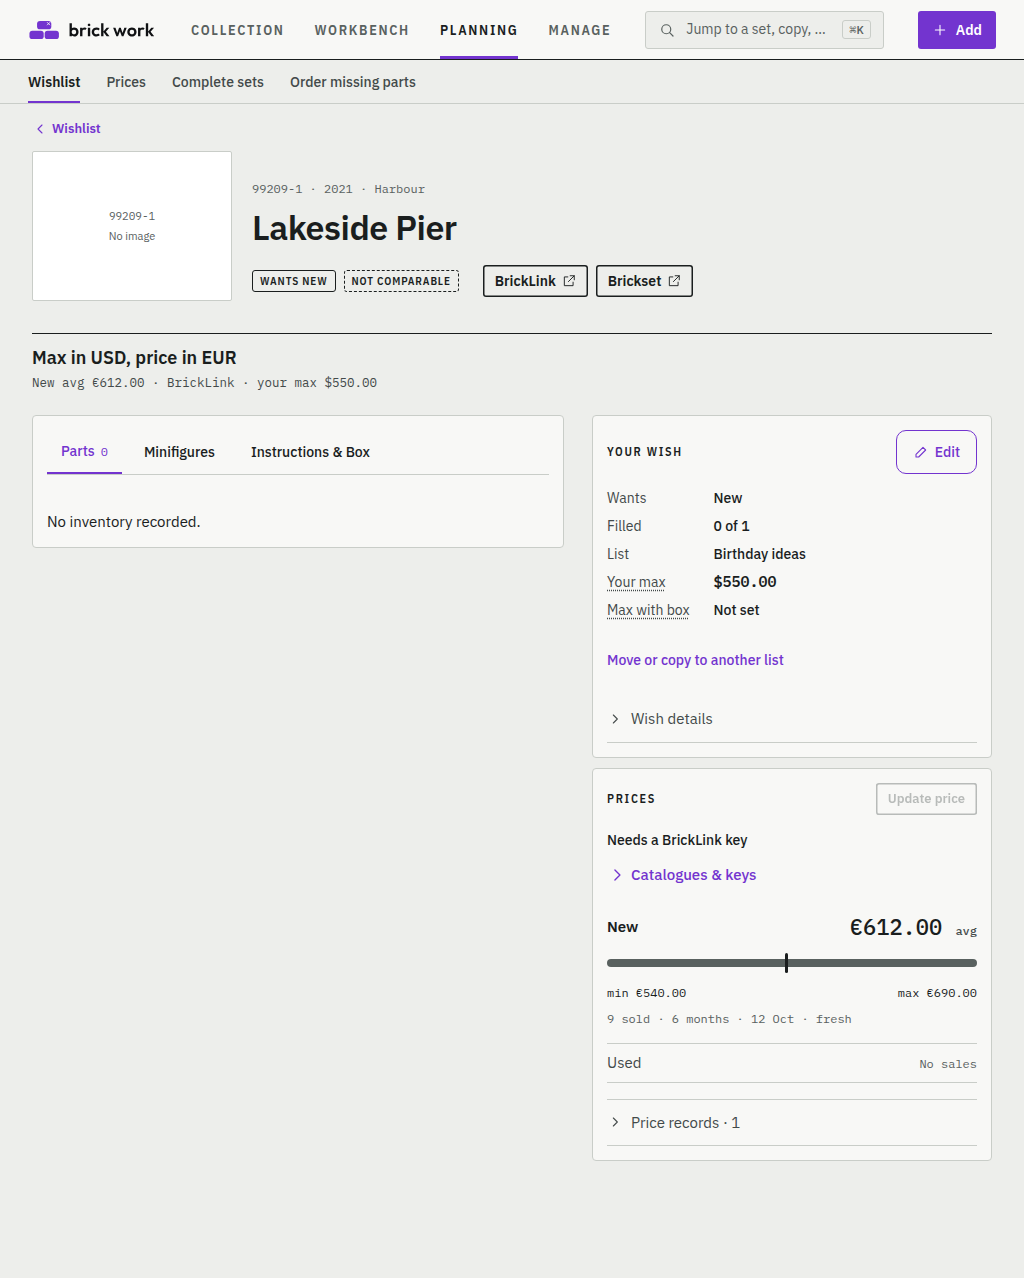 brick work COLLECTION WORKBENCH PLANNING MANAGE Jump to a set, copy, ... ⌘K + Add
Wishlist Prices Complete sets Order missing parts
Wishlist
99209-1
No image
99209-1 · 2021 · Harbour
Lakeside Pier
WANTS NEW NOT COMPARABLE BrickLink Brickset
Max in USD, price in EUR
New avg €612.00 · BrickLink · your max $550.00
Parts 0 Minifigures Instructions & Box
No inventory recorded.
YOUR WISH Edit
Wants New
Filled 0 of 1
List Birthday ideas
Your max $550.00
Max with box Not set
Move or copy to another list
Wish details
PRICES Update price
Needs a BrickLink key
Catalogues & keys
New €612.00 avg
min €540.00 max €690.00
9 sold · 6 months · 12 Oct · fresh
Used No sales
Price records · 1